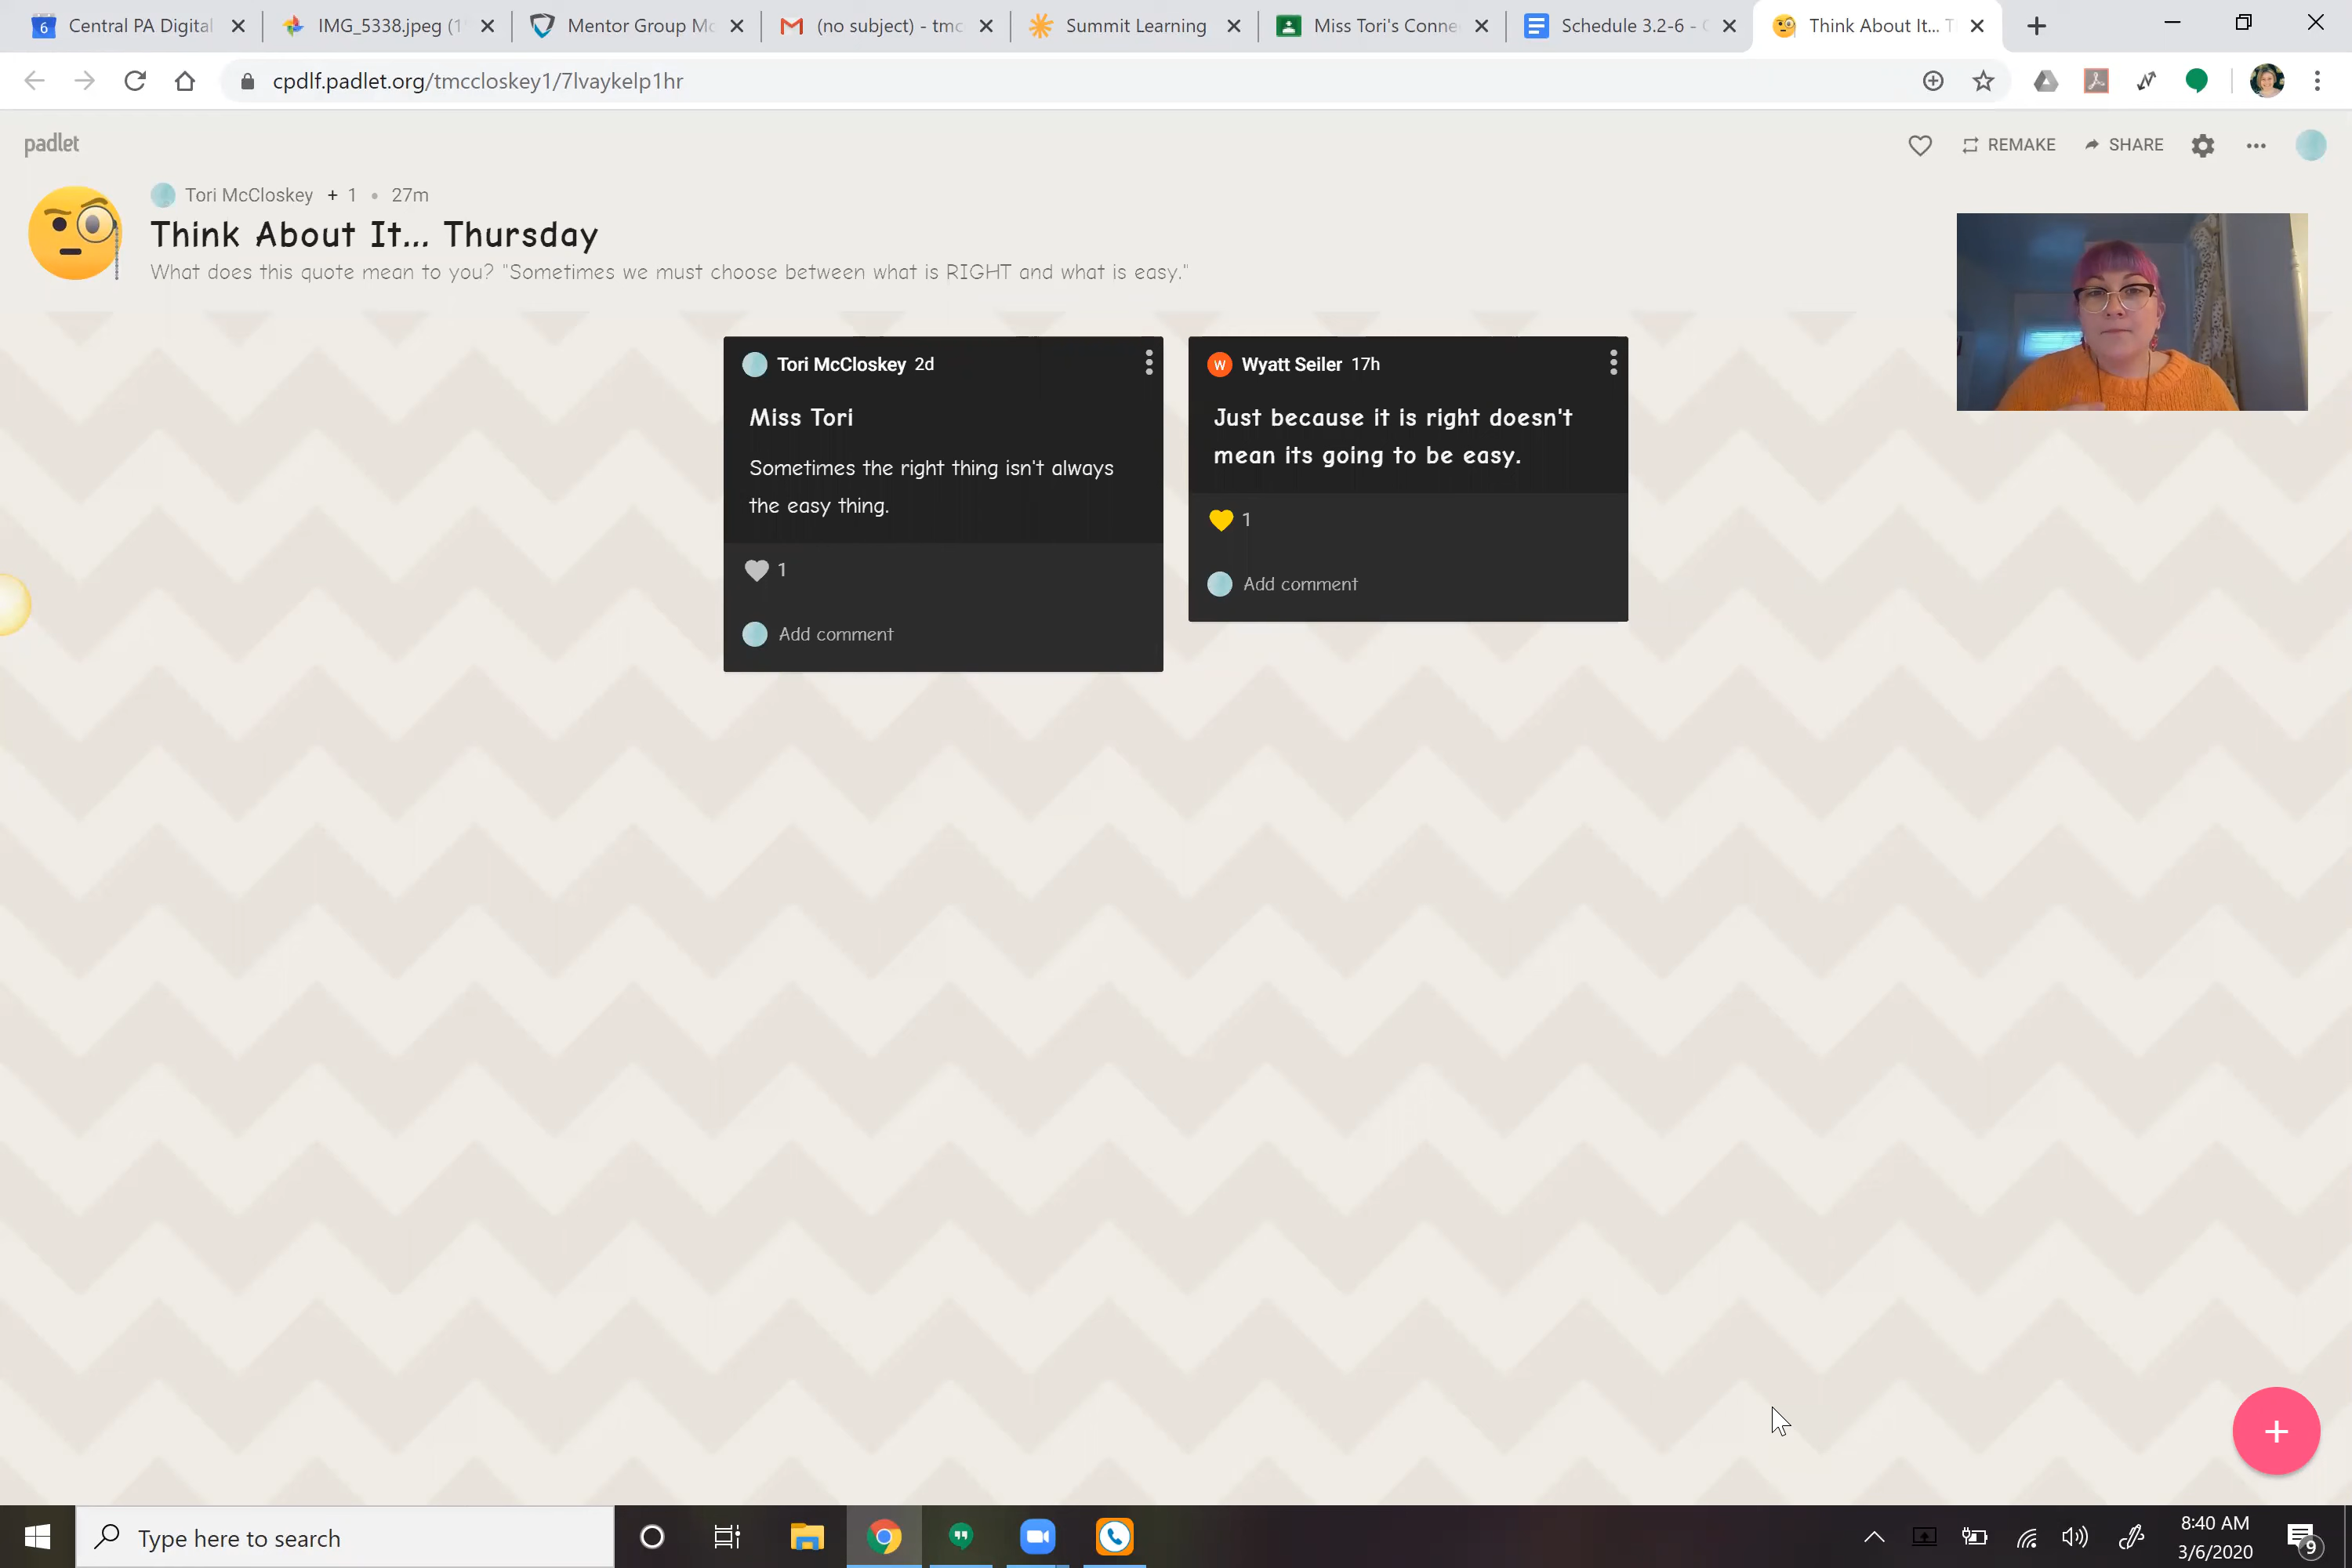 6 Central PA Digital
IMG_5338.jpeg (1
Mentor Group Mo
(no subject) - tmc
Summit Learning
Miss Tori's Conne
Schedule 3.2-6 -
Think About It...
cpdlf.padlet.org/tmccloskey1/7lvaykelp1hr
padlet
REMAKE
SHARE
Tori McCloskey + 1 • 27m
Think About It... Thursday
What does this quote mean to you? "Sometimes we must choose between what is RIGHT and what is easy."
Tori McCloskey 2d
Miss Tori
Sometimes the right thing isn't always
the easy thing.
1
Add comment
W Wyatt Seiler 17h
Just because it is right doesn't
mean its going to be easy.
1
Add comment
Type here to search
8:40 AM
3/6/2020
9